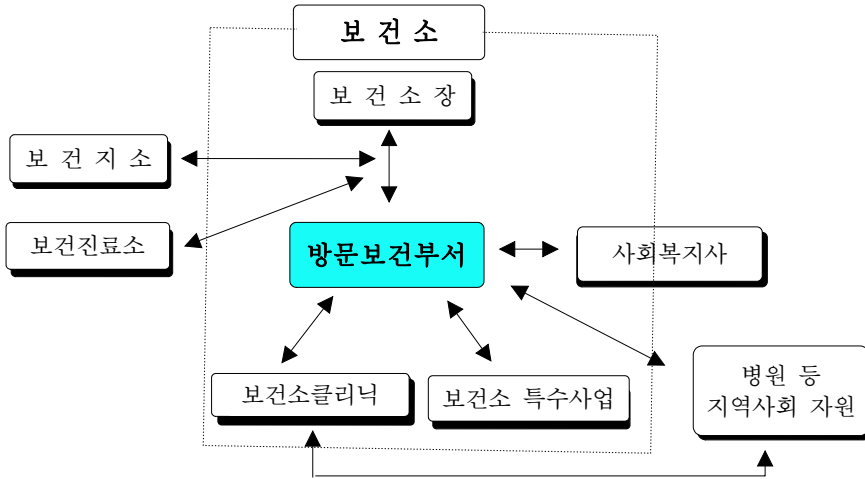 보 건 소
보 건 소 장
보 건 지 소
보건진료소
방문보건부서
사회복지사
보건소클리닉
보건소 특수사업
병원 등
지역사회 자원